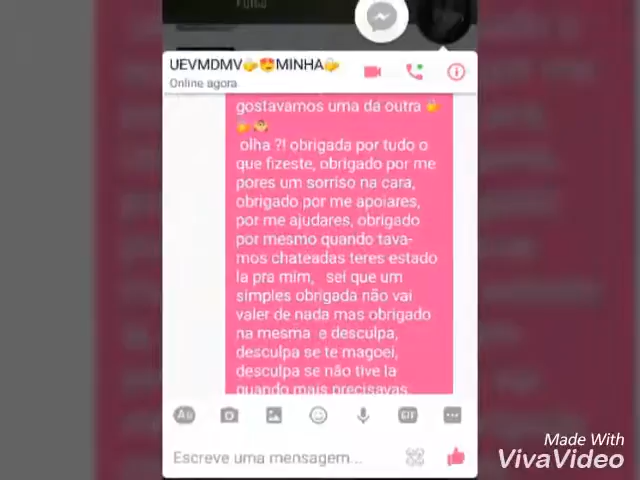 UEVMDMV👉😍MINHA👉
Online agora
gostavamos uma da outra
olha ?! obrigada por tudo o
que fizeste, obrigado por me
pores um sorriso na cara,
obrigado por me apoiares,
por me ajudares, obrigado
por mesmo quando tava-
mos chateadas teres estado
la pra mim, sei que um
simples obrigada não vai
valer de nada mas obrigado
na mesma e desculpa,
desculpa se te magoei,
desculpa se não tive la
quando mais precisavas
GIF
Escreve uma mensagem...
Made With
VivaVideo